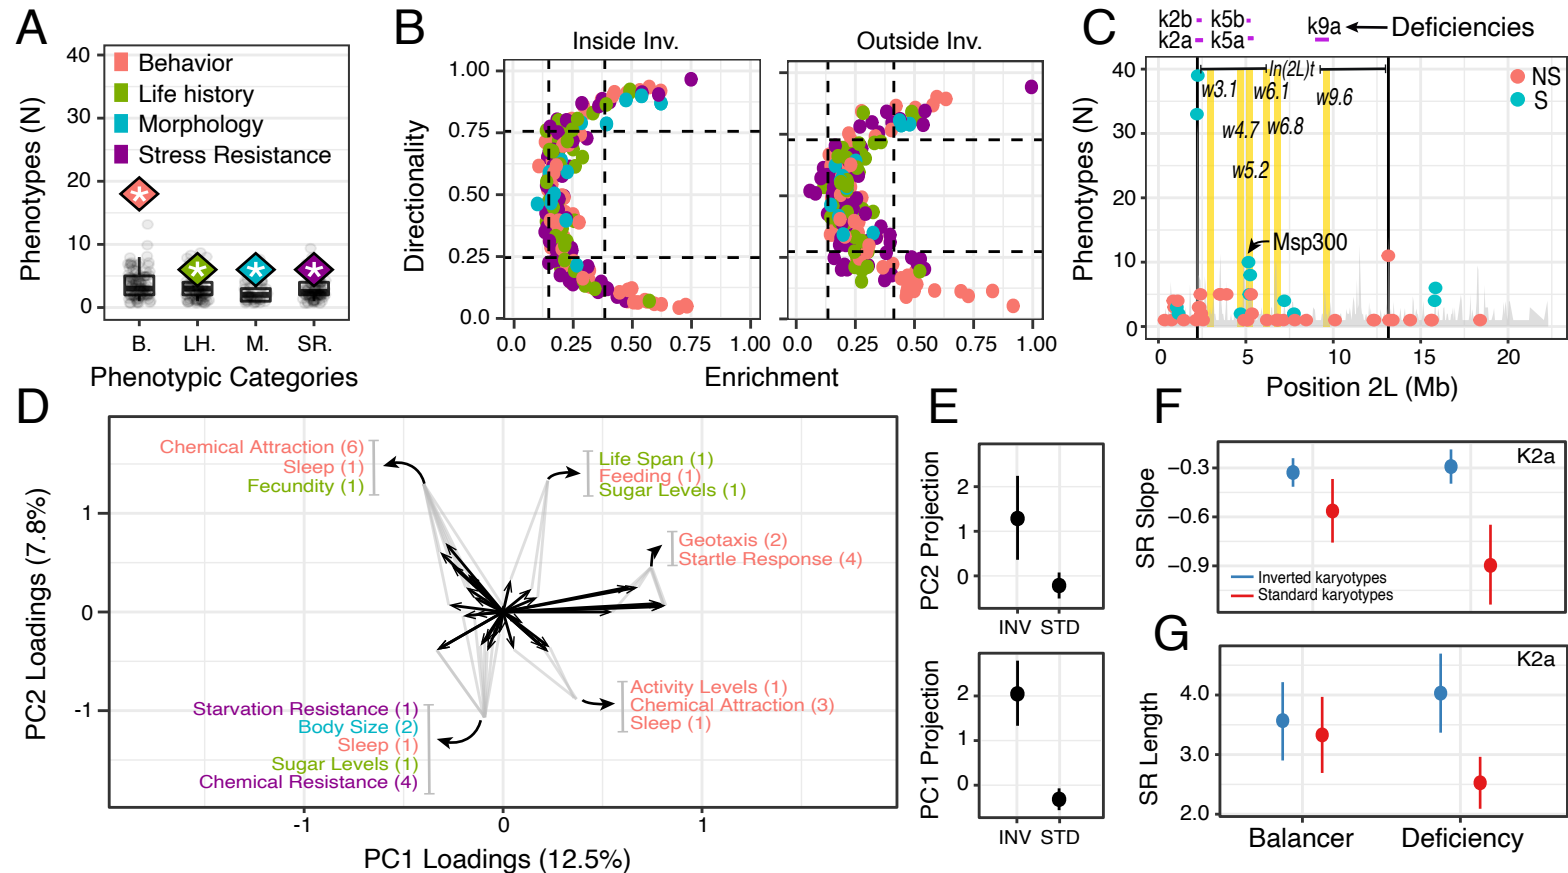 A
Phenotypes (N)
40
30
20
10
0
Behavior
Life history
Morphology
Stress Resistance
B.
LH.
M.
SR.
Phenotypic Categories
B
Inside Inv.
Outside Inv.
Directionality
1.00
0.75
0.50
0.25
0.0
0.0
0.25
0.50
0.75
1.00
0.0
0.25
0.50
0.75
1.00
Enrichment
C
k2b
k5b
k2a
k5a
k9a
Deficiencies
Phenotypes (N)
40
30
20
10
0
In(2L)t
w3.1
w6.1
w9.6
w4.7
w6.8
w5.2
Msp300
NS
S
0
5
10
15
20
Position 2L (Mb)
D
PC2 Loadings (7.8%)
1
0
-1
Chemical Attraction (6)
Sleep (1)
Fecundity (1)
Life Span (1)
Feeding (1)
Sugar Levels (1)
Geotaxis (2)
Startle Response (4)
Activity Levels (1)
Chemical Attraction (3)
Sleep (1)
Starvation Resistance (1)
Body Size (2)
Sleep (1)
Sugar Levels (1)
Chemical Resistance (4)
-1
0
1
PC1 Loadings (12.5%)
E
PC2 Projection
2
1
0
INV
STD
PC1 Projection
2
1
0
INV
STD
F
K2a
SR Slope
−0.3
−0.6
−0.9
Inverted karyotypes
Standard karyotypes
G
K2a
SR Length
4.0
3.0
2.0
Balancer
Deficiency